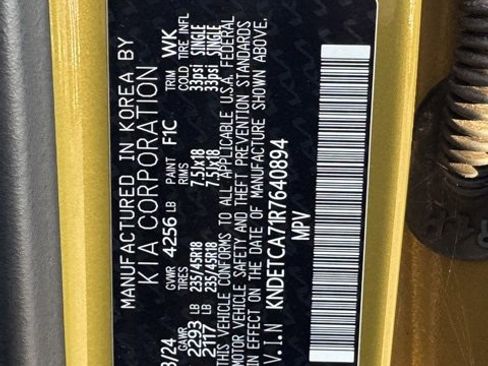 MANUFACTURED IN KOREA BY
KIA CORPORATION
/24 GVWR 4256 LB PAINT F1C TRIM WK
GAWR RIMS COLD TIRE INFL
2293 LB 235/45R18 7.5JX18 33psi SINGLE
2117 LB 235/45R18 7.5JX18 33psi SINGLE
THIS VEHICLE CONFORMS TO ALL APPLICABLE U.S.A. FEDERAL
MOTOR VEHICLE SAFETY AND THEFT PREVENTION STANDARDS
IN EFFECT ON THE DATE OF MANUFACTURE SHOWN ABOVE.
V.I.N KNDETCA71R7640894
MPV